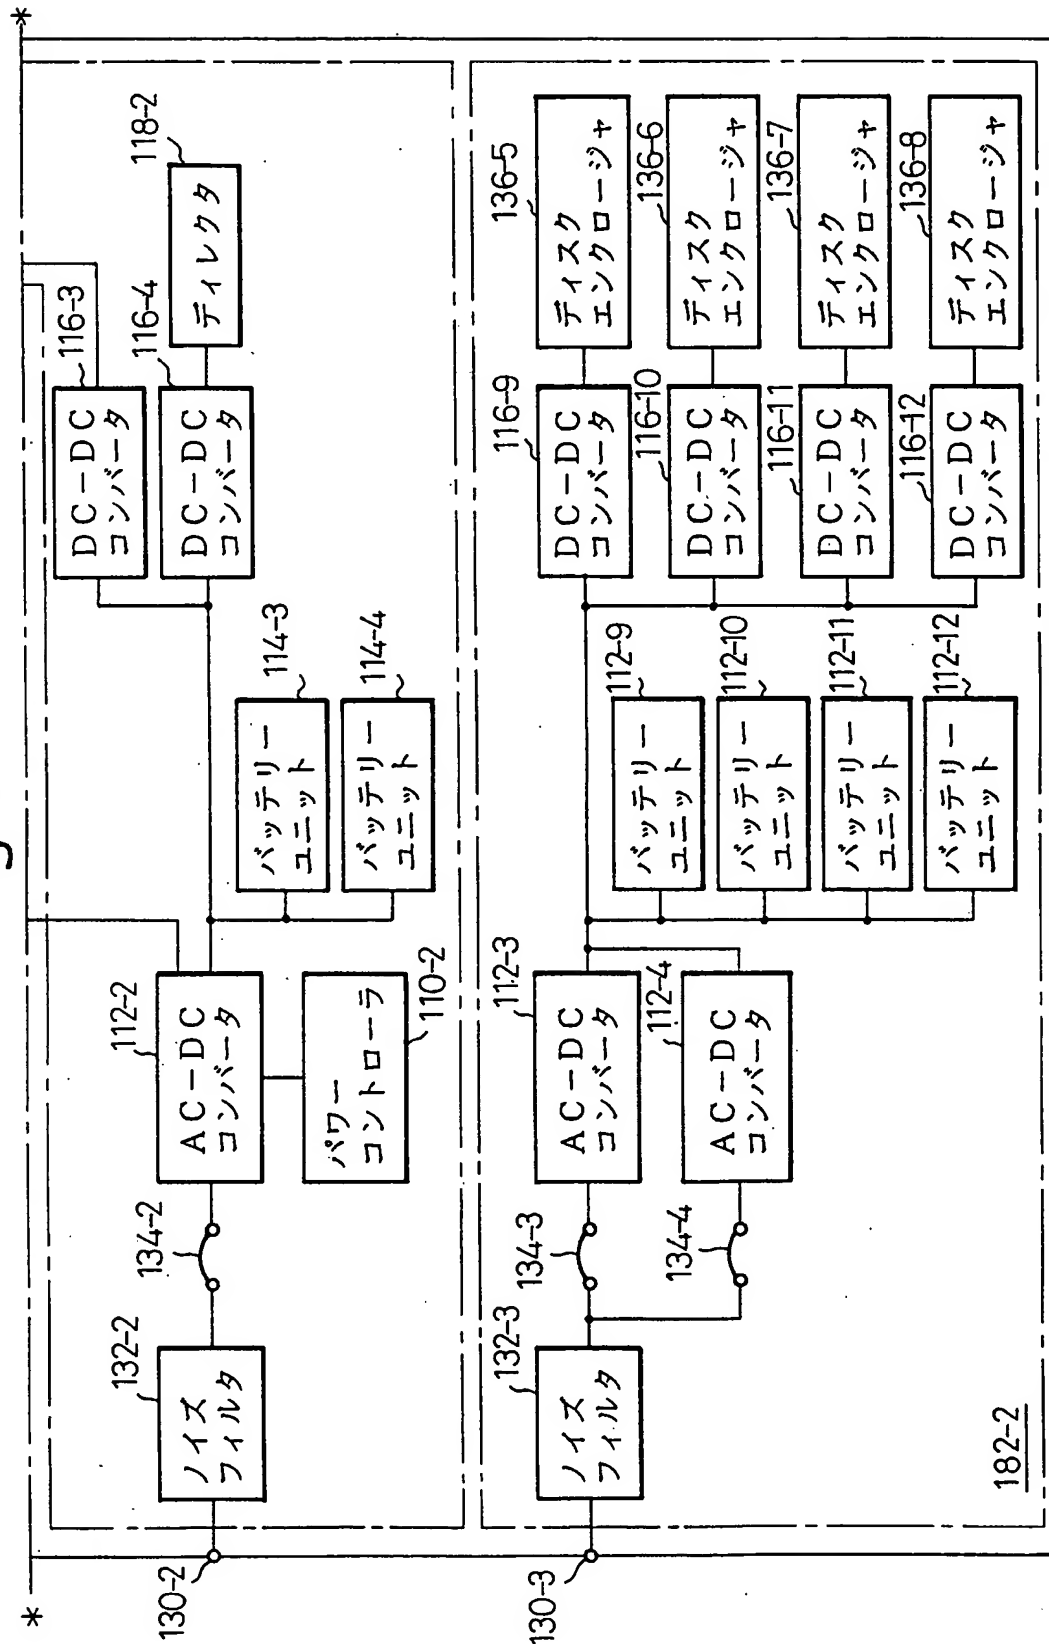 *
*
130-2
132-2
ノイズ
フィルタ
134-2
112-2
AC-DC
コンバータ
パワー
コントローラ
110-2
114-3
バッテリー
ユニット
114-4
バッテリー
ユニット
116-3
DC-DC
コンバータ
116-4
DC-DC
コンバータ
118-2
ディレクタ
130-3
132-3
ノイズ
フィルタ
134-3
134-4
112-3
AC-DC
コンバータ
112-4
AC-DC
コンバータ
112-9
バッテリー
ユニット
112-10
バッテリー
ユニット
112-11
バッテリー
ユニット
112-12
バッテリー
ユニット
116-9
DC-DC
コンバータ
116-10
DC-DC
コンバータ
116-11
DC-DC
コンバータ
116-12
DC-DC
コンバータ
136-5
ディスク
エンクロージャ
136-6
ディスク
エンクロージャ
136-7
ディスク
エンクロージャ
136-8
ディスク
エンクロージャ
182-2